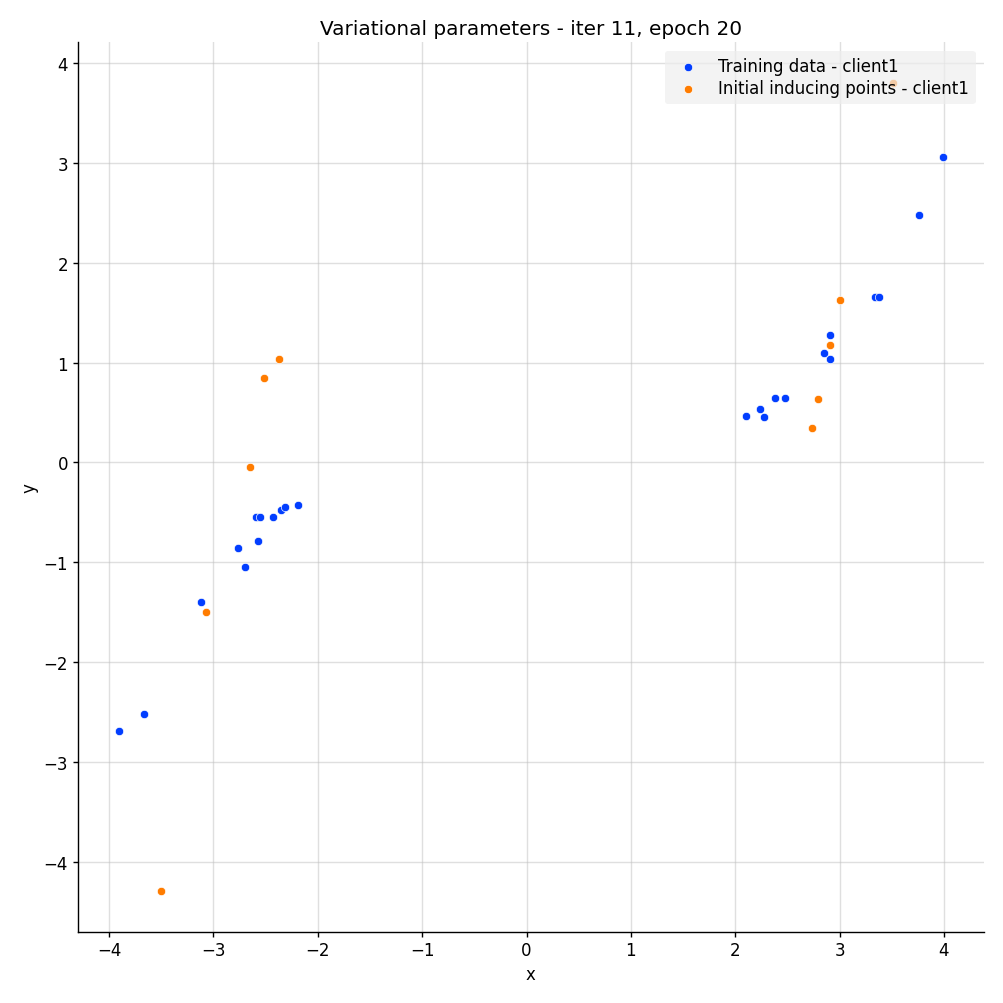 Variational parameters - iter 11, epoch 20
Training data - client1
Initial inducing points - client1
4
3
2
1
0
−1
−2
−3
−4
y
−4 −3 −2 −1 0 1 2 3 4
x